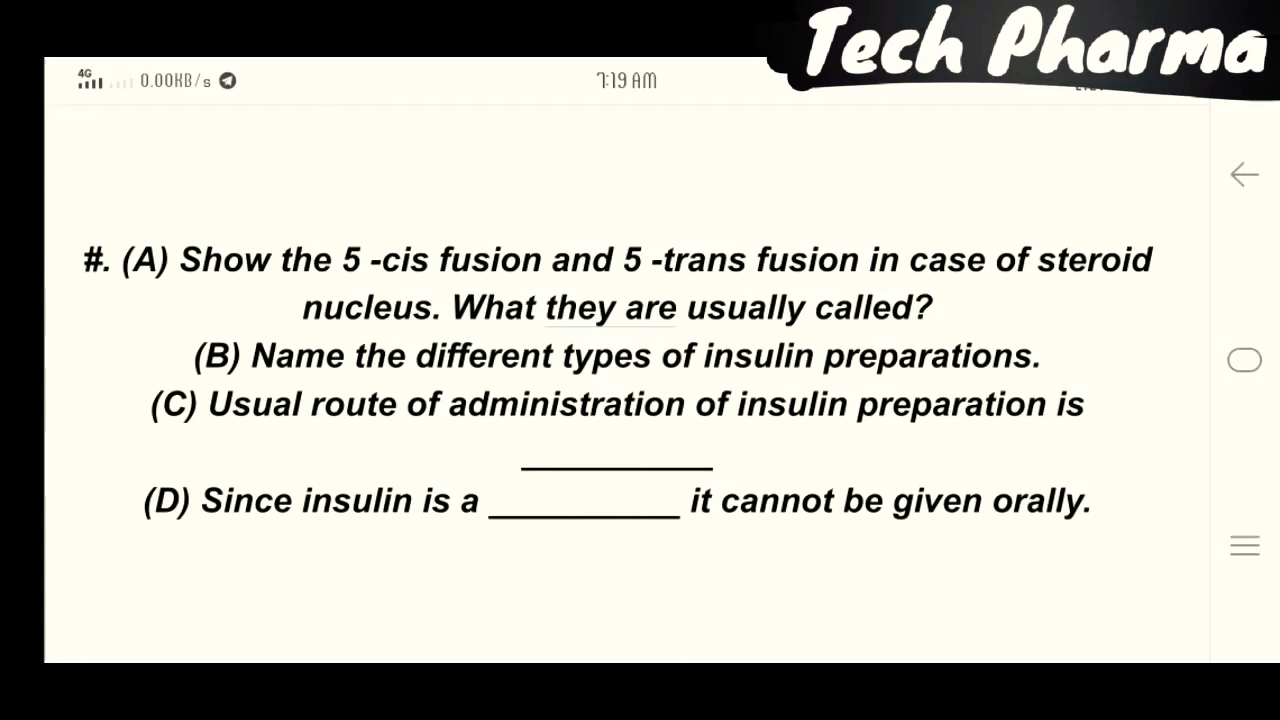 Tech Pharma
4G 0.00KB/s 7:19 AM
#. (A) Show the 5 -cis fusion and 5 -trans fusion in case of steroid
nucleus. What they are usually called?
(B) Name the different types of insulin preparations.
(C) Usual route of administration of insulin preparation is
__________
(D) Since insulin is a __________ it cannot be given orally.